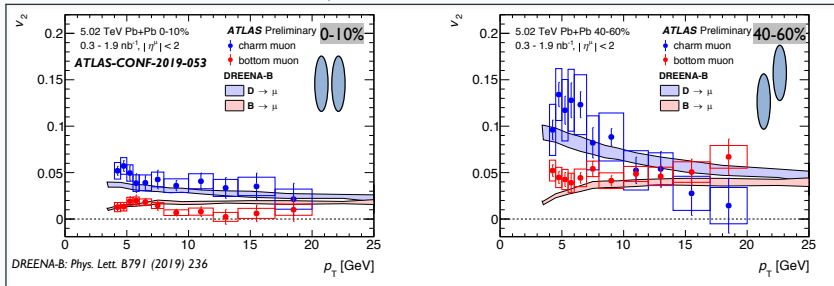 v₂
0.2
0.15
0.1
0.05
0
5.02 TeV Pb+Pb 0-10%
0.3 - 1.9 nb⁻¹, |η^μ| < 2
ATLAS-CONF-2019-053
ATLAS Preliminary
0-10%
charm muon
bottom muon
DREENA-B
D → μ
B → μ
0 5 10 15 20 25
p_T [GeV]
DREENA-B: Phys. Lett. B791 (2019) 236
v₂
0.2
0.15
0.1
0.05
0
5.02 TeV Pb+Pb 40-60%
0.3 - 1.9 nb⁻¹, |η^μ| < 2
ATLAS Preliminary
40-60%
charm muon
bottom muon
DREENA-B
D → μ
B → μ
0 5 10 15 20 25
p_T [GeV]